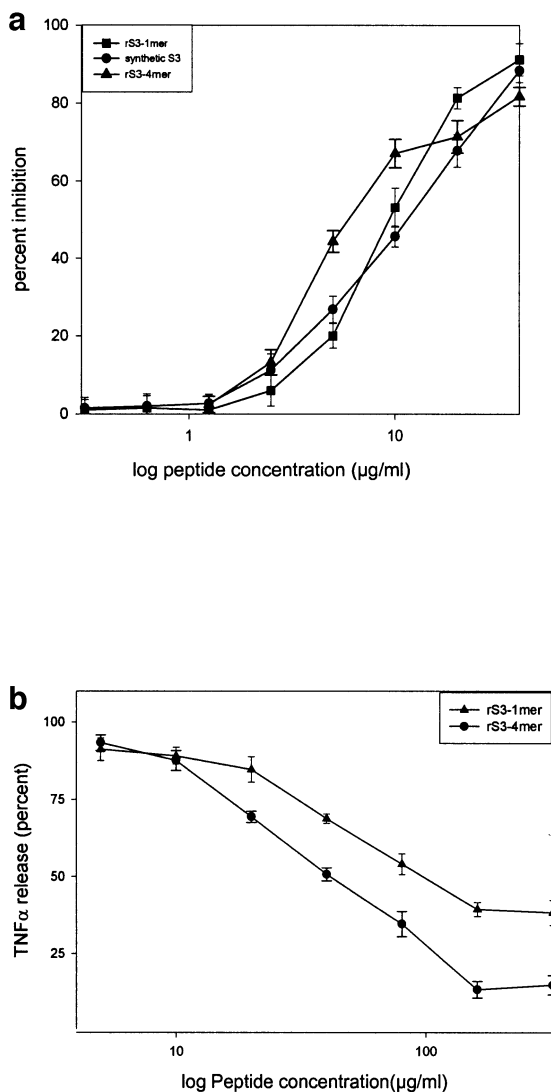 a
rS3-1mer
synthetic S3
rS3-4mer
100
80
60
40
20
0
percent inhibition
1
10
log peptide concentration (µg/ml)
b
rS3-1mer
rS3-4mer
100
75
50
25
TNFα release (percent)
10
100
log Peptide concentration(µg/ml)